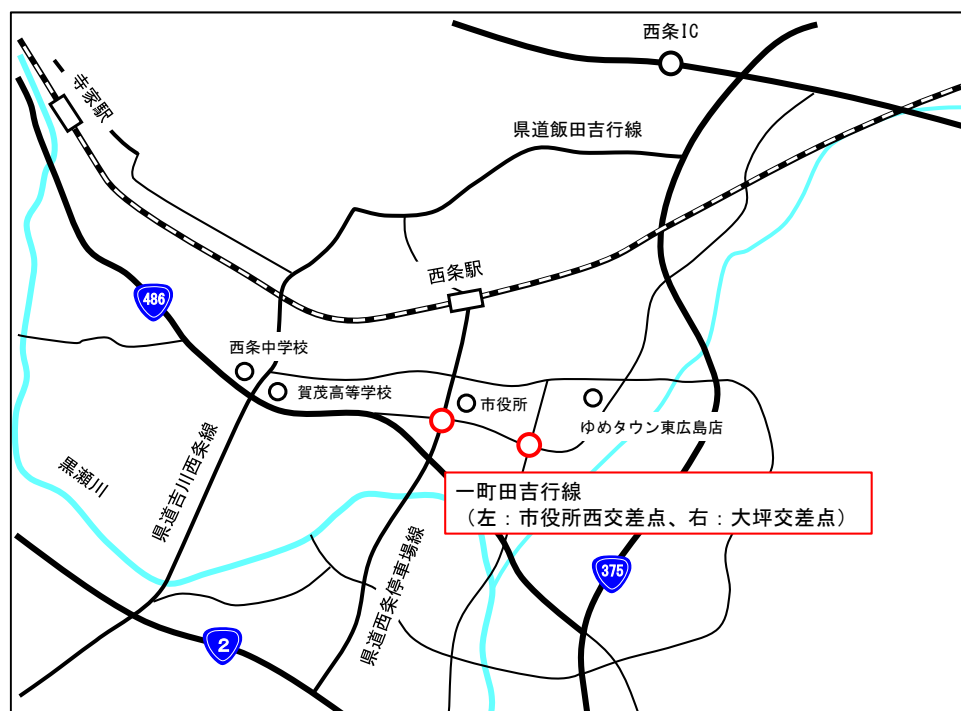 西条IC
寺家駅
県道飯田吉行線
西条駅
486
西条中学校
賀茂高等学校
市役所
ゆめタウン東広島店
黒瀬川
県道吉川西条線
一町田吉行線
（左：市役所西交差点、右：大坪交差点）
県道西条停車場線
375
2